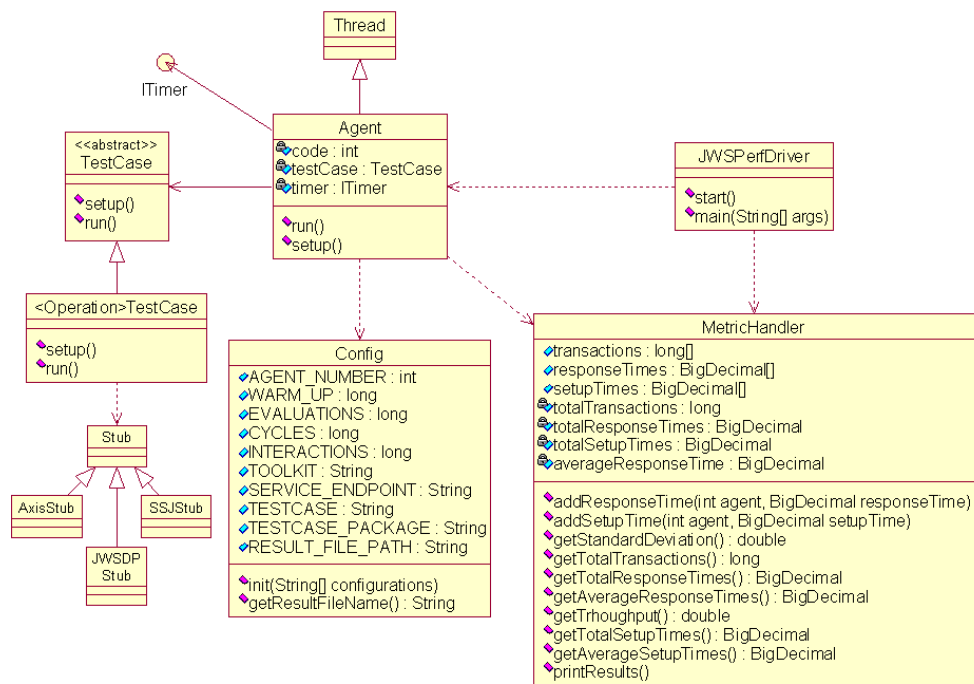 Thread
ITimer
Agent
code : int
testCase : TestCase
timer : ITimer
run()
setup()
<<abstract>>
TestCase
setup()
run()
JWSPerfDriver
start()
main(String[] args)
<Operation>TestCase
setup()
run()
Stub
AxisStub
SSJStub
JWSDP
Stub
Config
AGENT_NUMBER : int
WARM_UP : long
EVALUATIONS : long
CYCLES : long
INTERACTIONS : long
TOOLKIT : String
SERVICE_ENDPOINT : String
TESTCASE : String
TESTCASE_PACKAGE : String
RESULT_FILE_PATH : String
init(String[] configurations)
getResultFileName() : String
MetricHandler
transactions : long[]
responseTimes : BigDecimal[]
setupTimes : BigDecimal[]
totalTransactions : long
totalResponseTimes : BigDecimal
totalSetupTimes : BigDecimal
averageResponseTime : BigDecimal
addResponseTime(int agent, BigDecimal responseTime)
addSetupTime(int agent, BigDecimal setupTime)
getStandardDeviation() : double
getTotalTransactions() : long
getTotalResponseTimes() : BigDecimal
getAverageResponseTimes() : BigDecimal
getTrhoughput() : double
getTotalSetupTimes() : BigDecimal
getAverageSetupTimes() : BigDecimal
printResults()